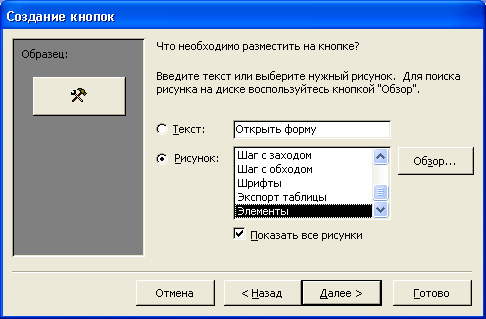 Создание кнопок
Образец:
Что необходимо разместить на кнопке?
Введите текст или выберите нужный рисунок. Для поиска
рисунка на диске воспользуйтесь кнопкой "Обзор".
Текст:
Открыть форму
Рисунок:
Шаг с заходом
Шаг с обходом
Шрифты
Экспорт таблицы
Элементы
Обзор...
Показать все рисунки
Отмена
< Назад
Далее >
Готово